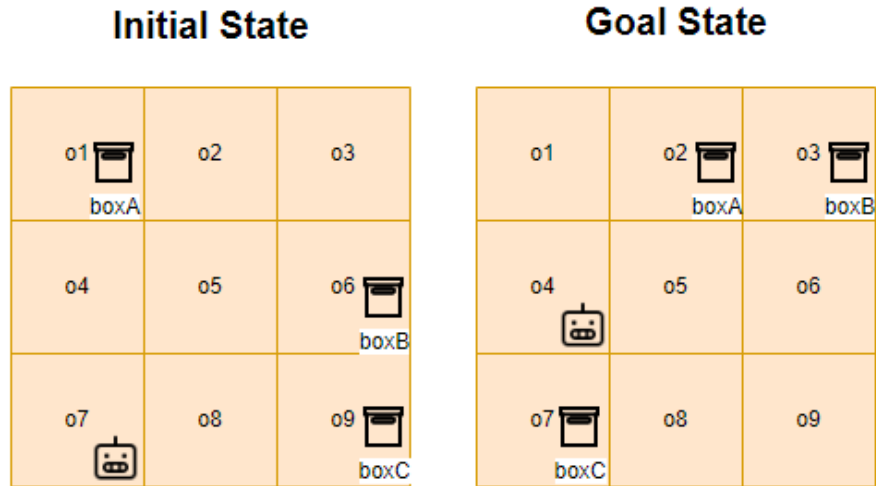 Initial State
Goal State
o1
boxA
o2
o3
o4
o5
o6
boxB
o7
o8
o9
boxC
o1
o2
boxA
o3
boxB
o4
o5
o6
o7
boxC
o8
o9